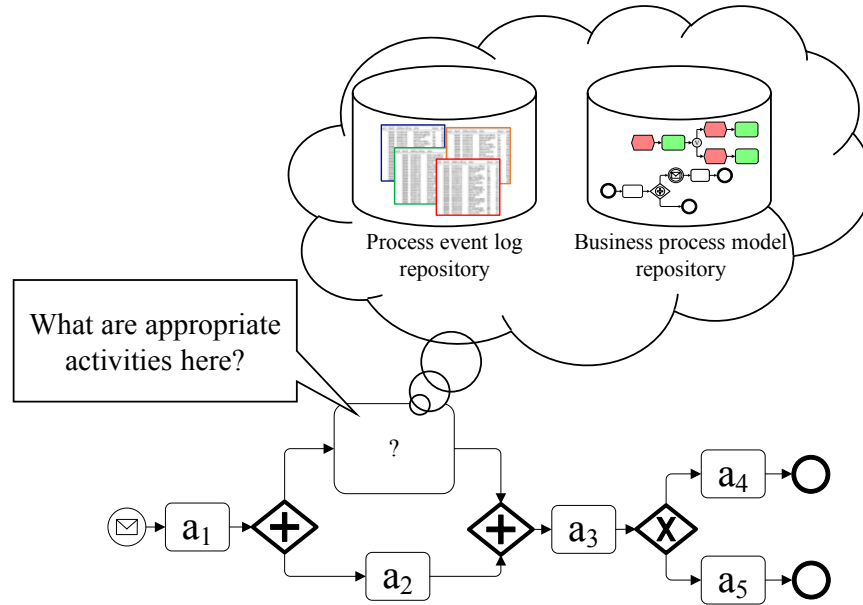 Process event log
repository
Business process model
repository
What are appropriate
activities here?
?
a₁
a₂
a₃
X
a₄
a₅